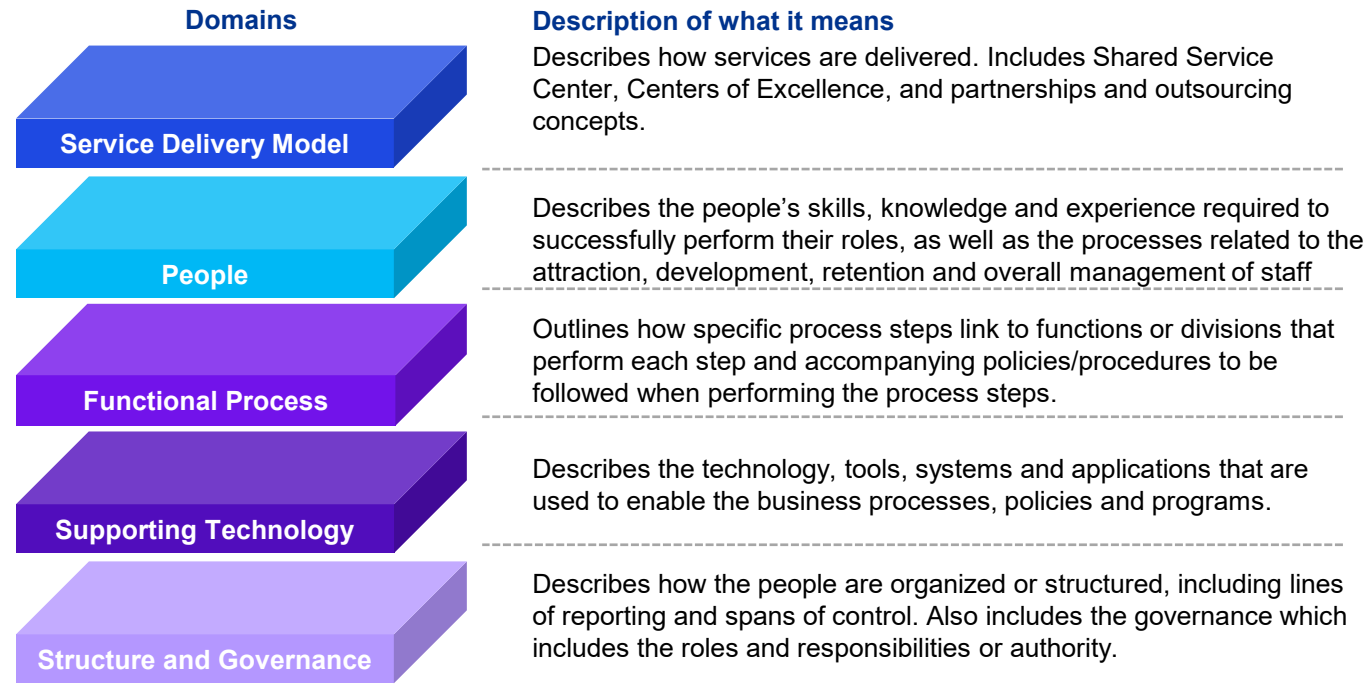 Domains
Description of what it means
Service Delivery Model
Describes how services are delivered. Includes Shared Service
Center, Centers of Excellence, and partnerships and outsourcing
concepts.
People
Describes the people’s skills, knowledge and experience required to
successfully perform their roles, as well as the processes related to the
attraction, development, retention and overall management of staff
Functional Process
Outlines how specific process steps link to functions or divisions that
perform each step and accompanying policies/procedures to be
followed when performing the process steps.
Supporting Technology
Describes the technology, tools, systems and applications that are
used to enable the business processes, policies and programs.
Structure and Governance
Describes how the people are organized or structured, including lines
of reporting and spans of control. Also includes the governance which
includes the roles and responsibilities or authority.